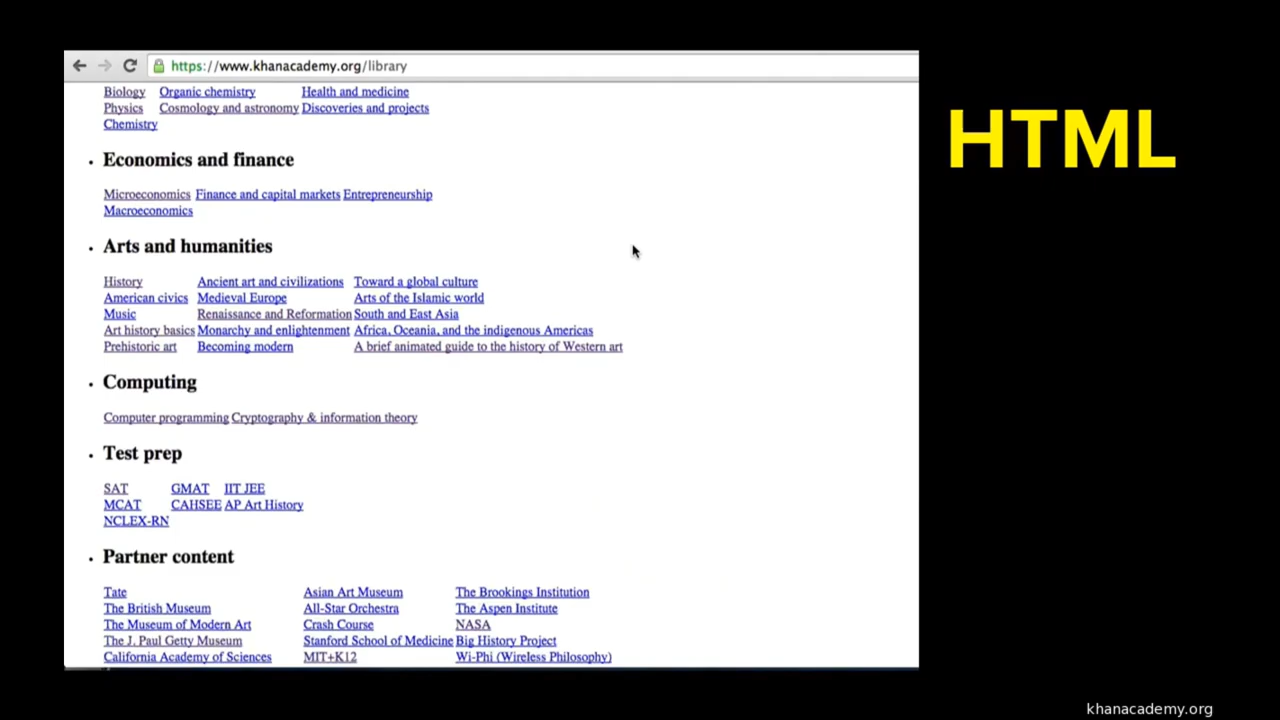 https://www.khanacademy.org/library
HTML
Biology Organic chemistry Health and medicine
Physics Cosmology and astronomy Discoveries and projects
Chemistry
• Economics and finance
Microeconomics Finance and capital markets Entrepreneurship
Macroeconomics
• Arts and humanities
History Ancient art and civilizations Toward a global culture
American civics Medieval Europe Arts of the Islamic world
Music Renaissance and Reformation South and East Asia
Art history basics Monarchy and enlightenment Africa, Oceania, and the indigenous Americas
Prehistoric art Becoming modern A brief animated guide to the history of Western art
• Computing
Computer programming Cryptography & information theory
• Test prep
SAT GMAT IIT JEE
MCAT CAHSEE AP Art History
NCLEX-RN
• Partner content
Tate Asian Art Museum The Brookings Institution
The British Museum All-Star Orchestra The Aspen Institute
The Museum of Modern Art Crash Course NASA
The J. Paul Getty Museum Stanford School of Medicine Big History Project
California Academy of Sciences MIT+K12 Wi-Phi (Wireless Philosophy)
khanacademy.org